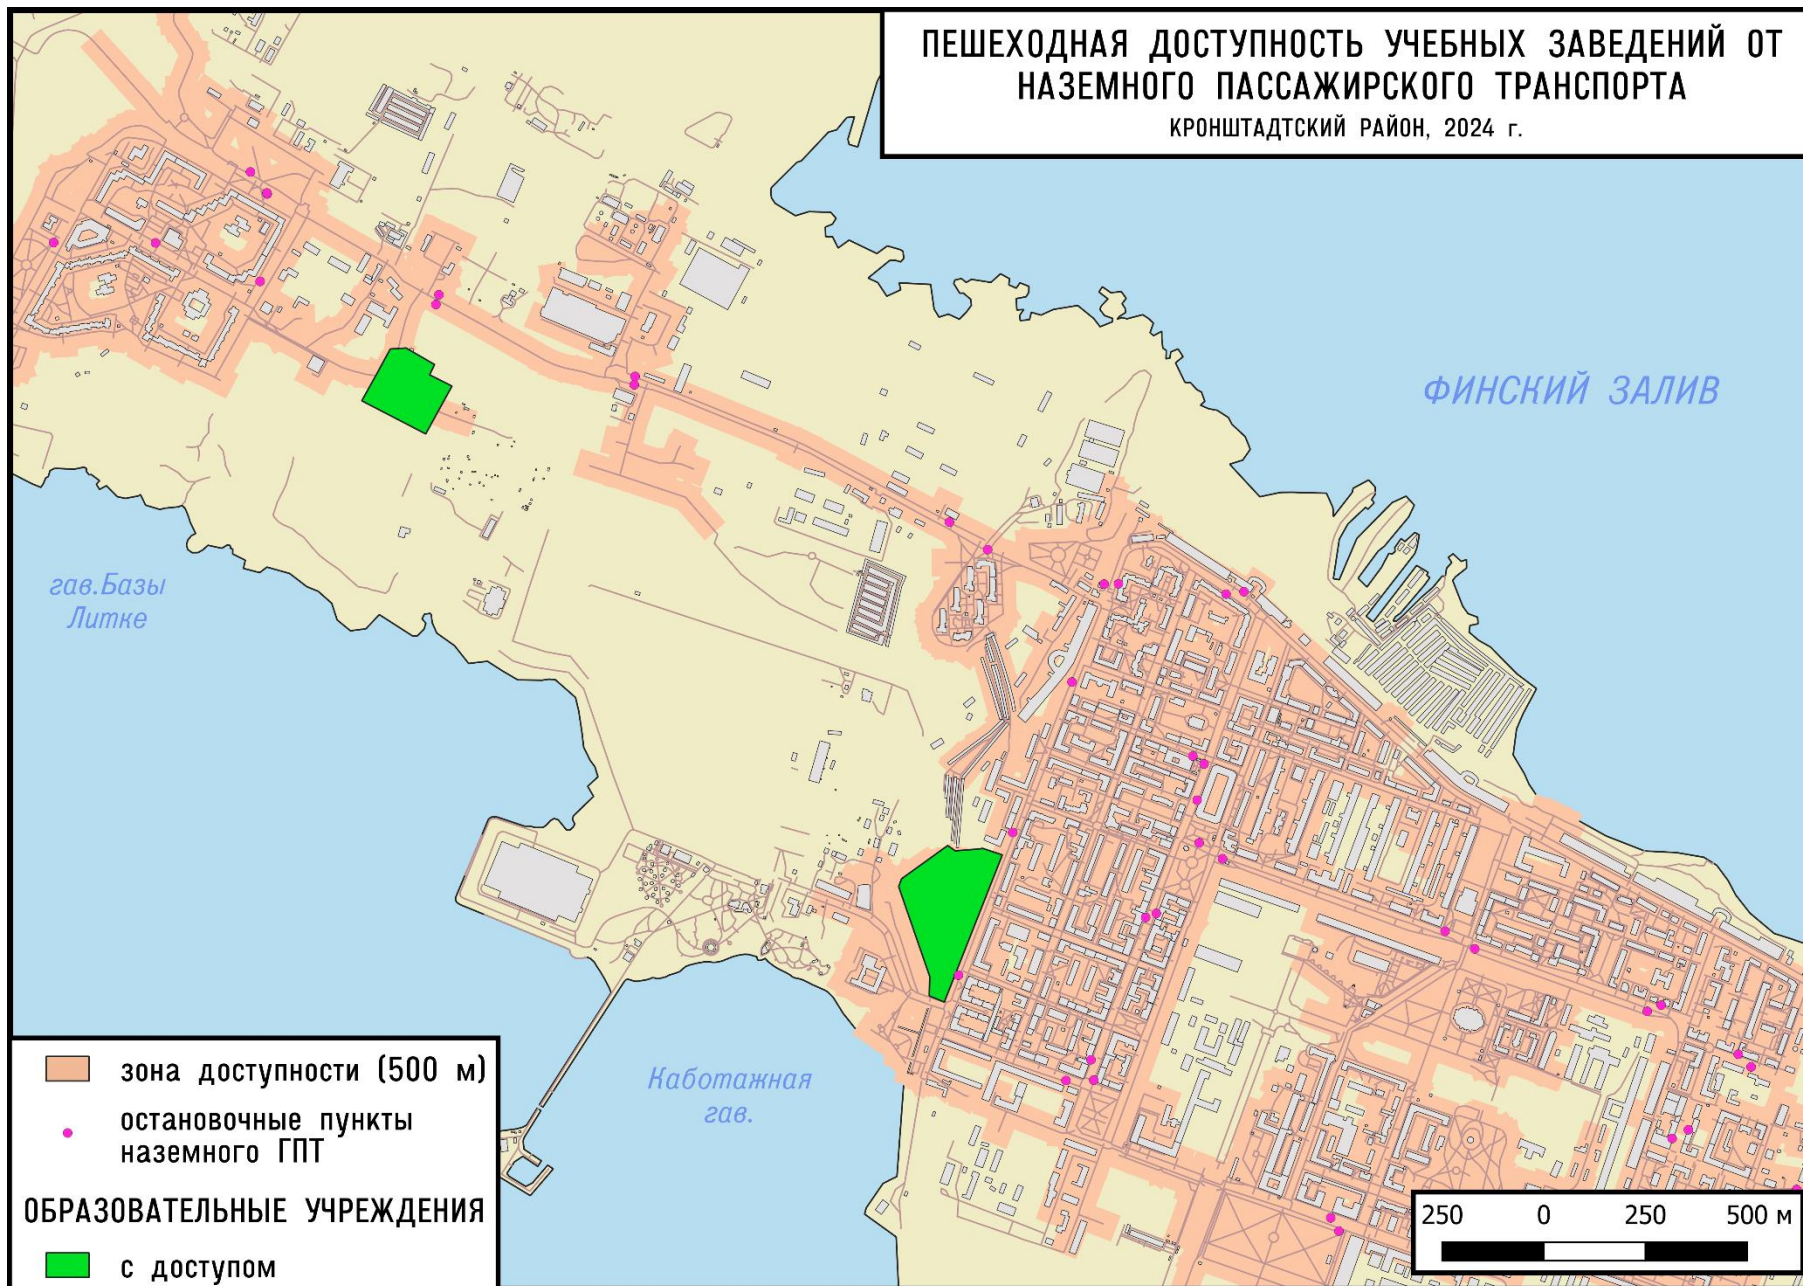 ПЕШЕХОДНАЯ ДОСТУПНОСТЬ УЧЕБНЫХ ЗАВЕДЕНИЙ ОТ
НАЗЕМНОГО ПАССАЖИРСКОГО ТРАНСПОРТА
КРОНШТАДТСКИЙ РАЙОН, 2024 г.
ФИНСКИЙ ЗАЛИВ
гав.Базы
Литке
Каботажная
гав.
зона доступности (500 м)
остановочные пункты
наземного ГПТ
ОБРАЗОВАТЕЛЬНЫЕ УЧРЕЖДЕНИЯ
с доступом
250 0 250 500 м